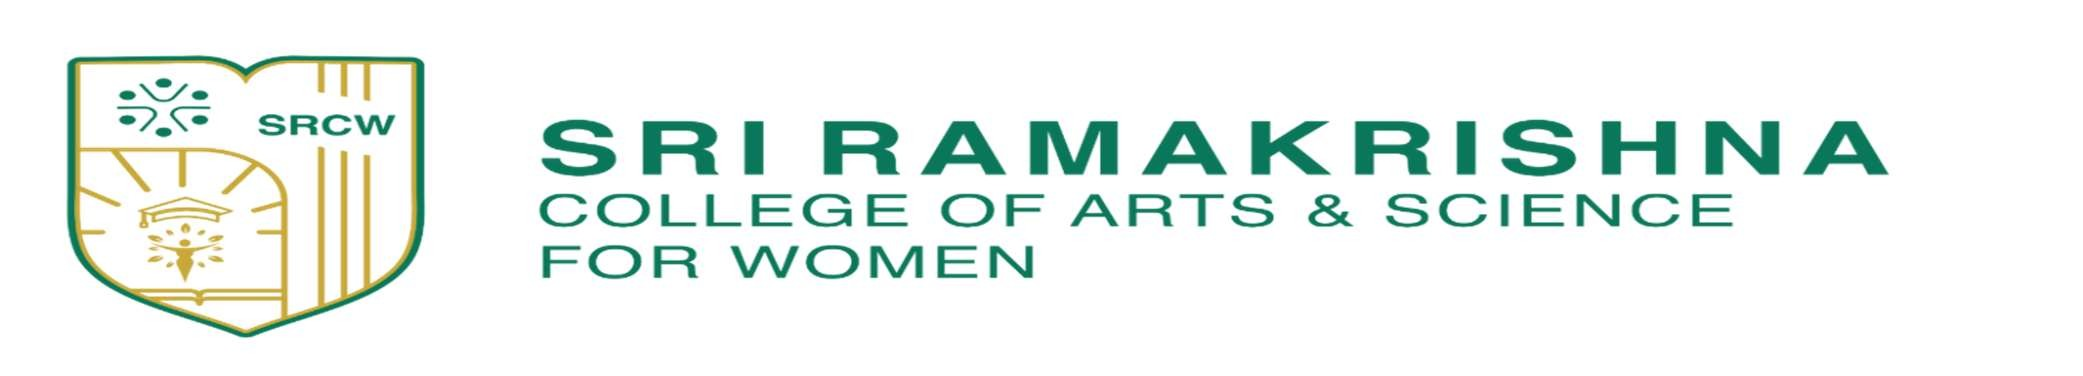 SRCW
SRI RAMAKRISHNA
COLLEGE OF ARTS & SCIENCE
FOR WOMEN